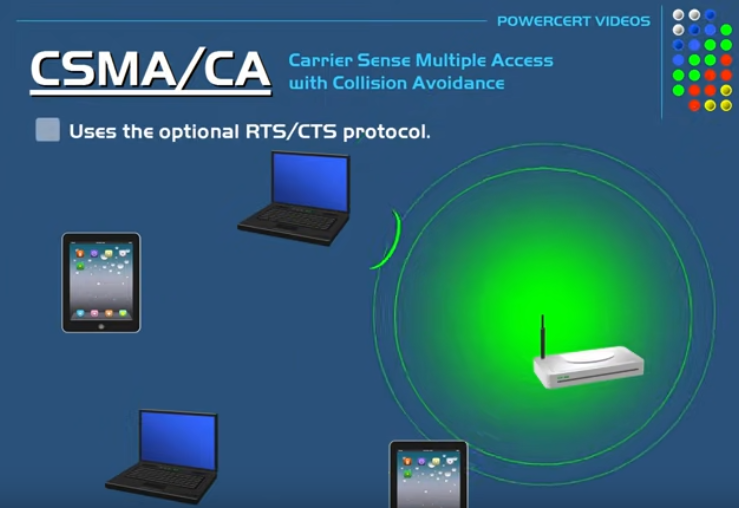 POWERCERT VIDEOS
CSMA/CA
Carrier Sense Multiple Access
with Collision Avoidance
Uses the optional RTS/CTS protocol.